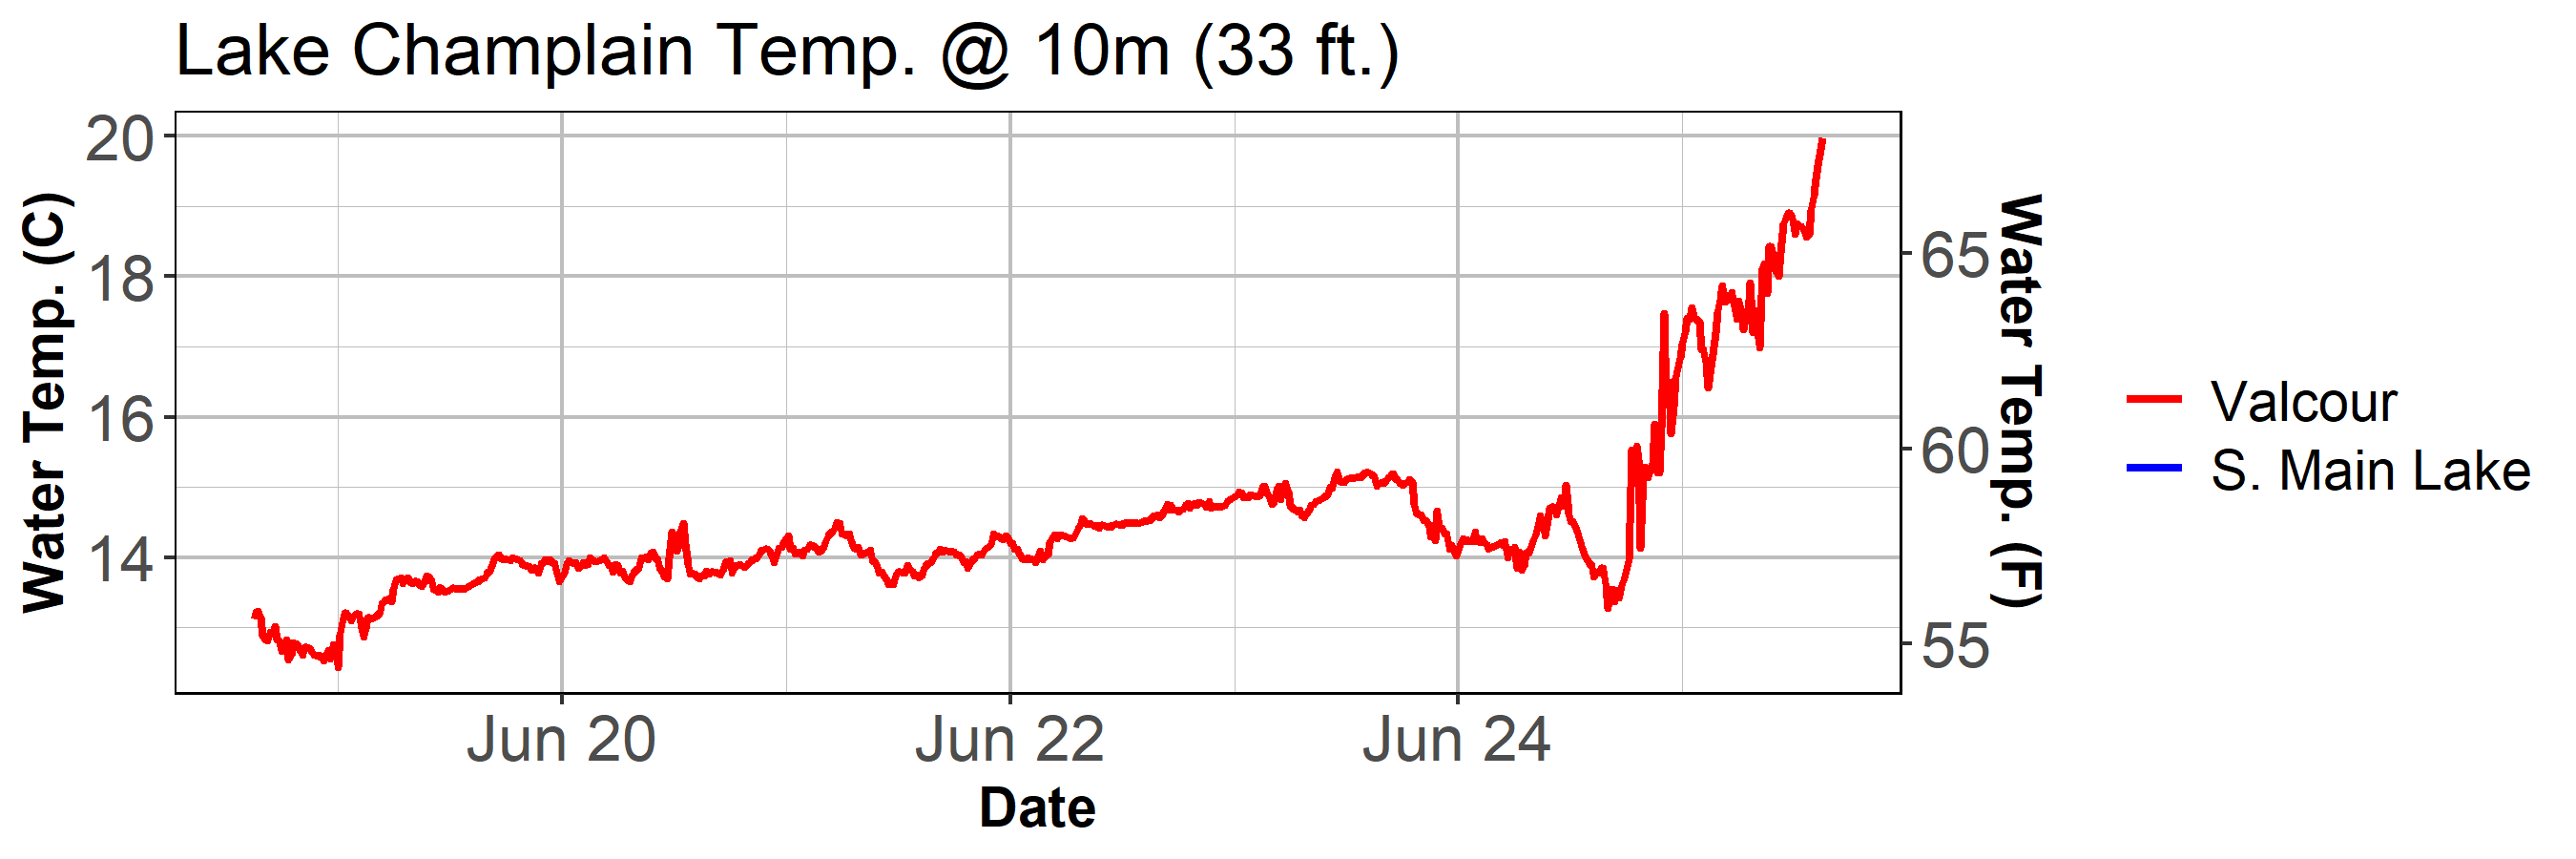 Lake Champlain Temp. @ 10m (33 ft.)
Water Temp. (C)
20
18
16
14
Water Temp. (F)
65
60
55
Jun 20
Jun 22
Jun 24
Date
Valcour
S. Main Lake